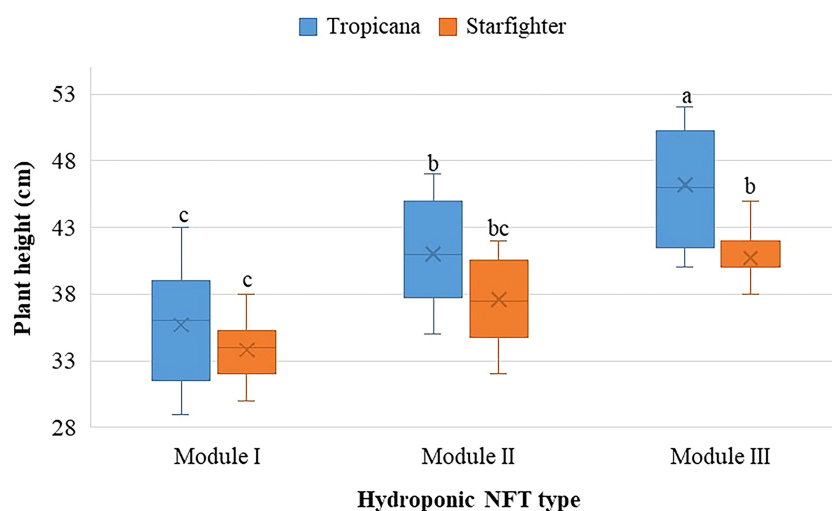 Tropicana Starfighter
Plant height (cm)
53
48
43
38
33
28
c
c
b
bc
a
b
Module I Module II Module III
Hydroponic NFT type